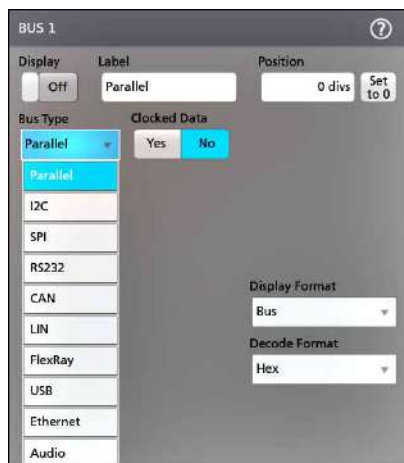 BUS 1
?
Display Label Position
Off Parallel 0 divs Set to 0
Bus Type Clocked Data
Parallel Yes No
Parallel
I2C
SPI
RS232
CAN
Display Format
Bus
LIN
Decode Format
FlexRay
Hex
USB
Ethernet
Audio